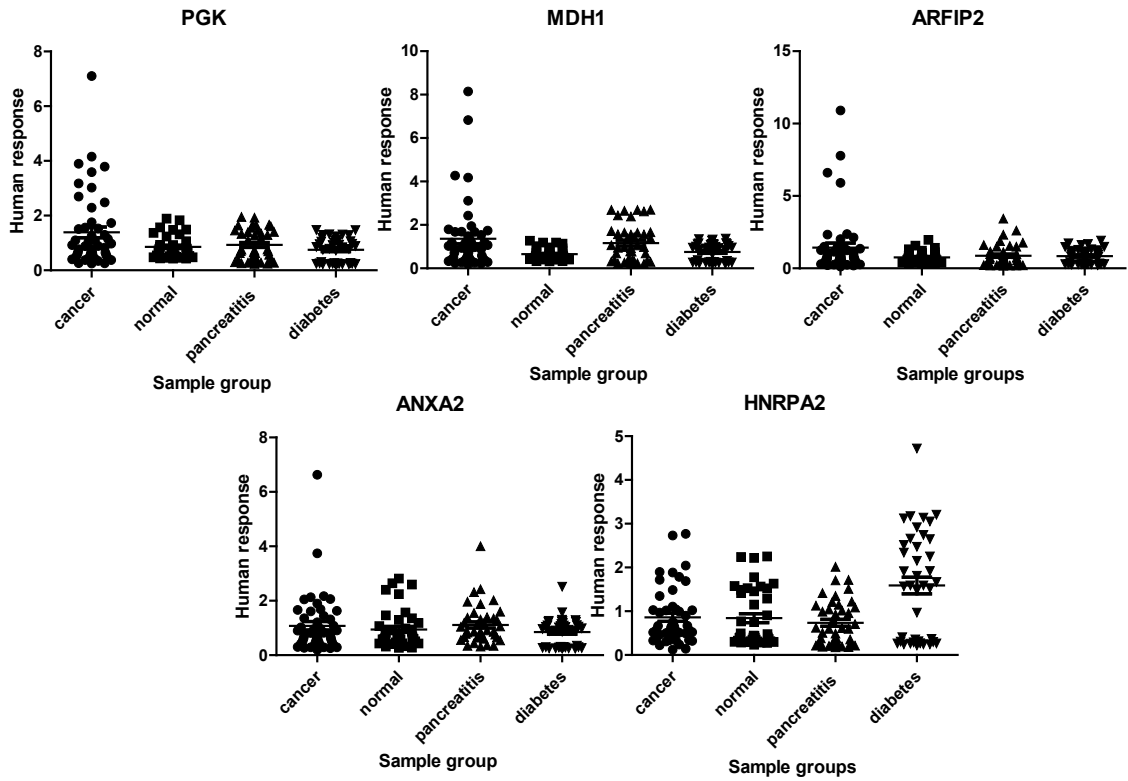 PGK
Human response
8
6
4
2
0
cancer
normal
pancreatitis
diabetes
Sample group
MDH1
Human response
10
8
6
4
2
0
cancer
normal
pancreatitis
diabetes
Sample group
ARFIP2
Human response
15
10
5
0
cancer
normal
pancreatitis
diabetes
Sample groups
ANXA2
Human response
8
6
4
2
0
cancer
normal
pancreatitis
diabetes
Sample group
HNRPA2
Human response
5
4
3
2
1
0
cancer
normal
pancreatitis
diabetes
Sample groups